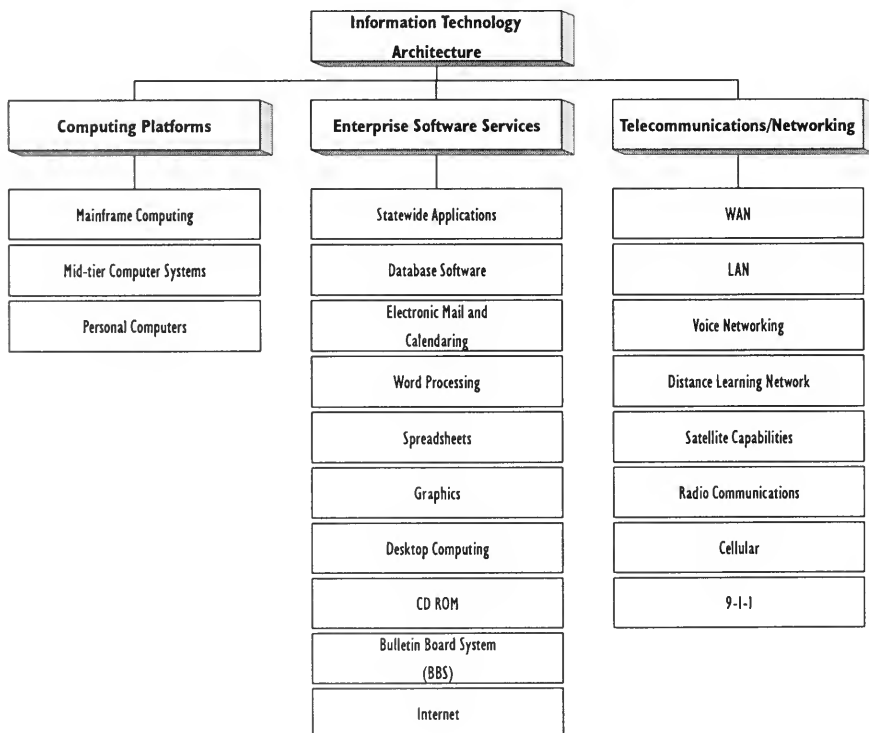 Information Technology
Architecture
Computing Platforms
Enterprise Software Services
Telecommunications/Networking
Mainframe Computing
Mid-tier Computer Systems
Personal Computers
Statewide Applications
Database Software
Electronic Mail and
Calendaring
Word Processing
Spreadsheets
Graphics
Desktop Computing
CD ROM
Bulletin Board System
(BBS)
Internet
WAN
LAN
Voice Networking
Distance Learning Network
Satellite Capabilities
Radio Communications
Cellular
9-1-1